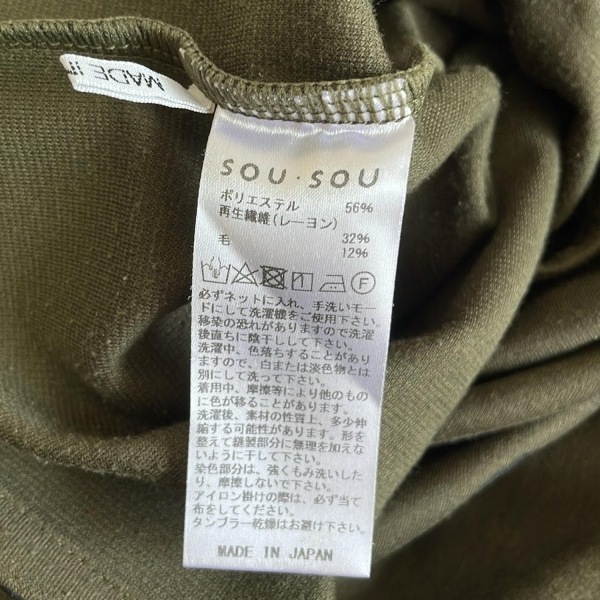 MADE I
SOU・SOU
ポリエステル 56%
再生繊維(レーヨン)
32%
毛 12%
F
必ずネットに入れ、手洗いモー
ドにして洗濯機をご使用下さい。
移染の恐れがありますので洗濯
後直ちに陰干しして下さい。
洗濯中、色落ちすることがあり
ますので、白または淡色物とは
別にして洗って下さい。
着用中、摩擦等により他のもの
に色が移ることがあります。
洗濯後、素材の性質上、多少伸
縮する可能性があります。形を
整えて縫製部分に無理を加えな
いように干して下さい。
染色部分は、強くもみ洗いした
り、摩擦しないで下さい。
アイロン掛けの際は、必ず当て
布をしてください。
タンブラー乾燥はお避け下さい。
MADE IN JAPAN